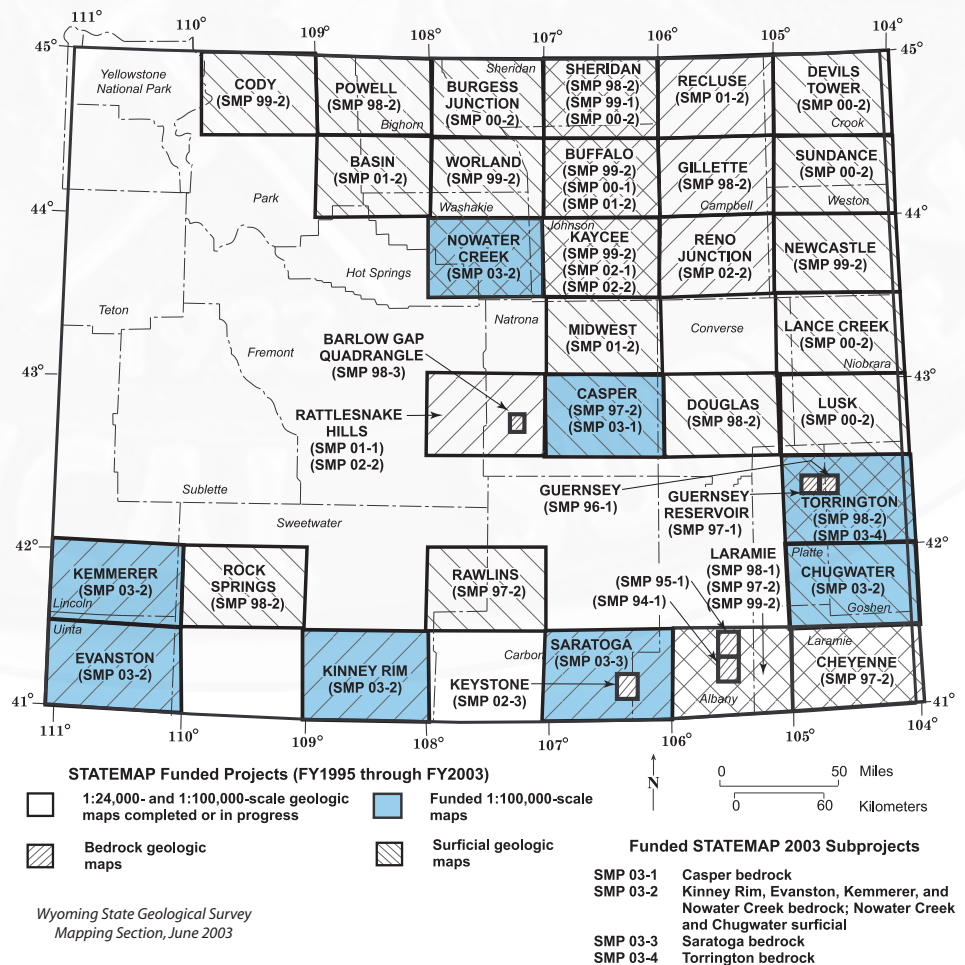 111°
110°
109°
108°
107°
106°
105°
104°
45°
45°
Yellowstone
National Park
CODY
(SMP 99-2)
POWELL
(SMP 98-2)
Bighorn
Sheridan
BURGESS
JUNCTION
(SMP 00-2)
SHERIDAN
(SMP 98-2)
(SMP 99-1)
(SMP 00-2)
RECLUSE
(SMP 01-2)
DEVILS
TOWER
(SMP 00-2)
Crook
BASIN
(SMP 01-2)
WORLAND
(SMP 99-2)
BUFFALO
(SMP 99-2)
(SMP 00-1)
(SMP 01-2)
GILLETTE
(SMP 98-2)
SUNDANCE
(SMP 00-2)
44°
Park
Washakie
Campbell
Weston
44°
NOWATER
CREEK
(SMP 03-2)
Johnson
KAYCEE
(SMP 99-2)
(SMP 02-1)
(SMP 02-2)
RENO
JUNCTION
(SMP 02-2)
NEWCASTLE
(SMP 99-2)
Hot Springs
Teton
Natrona
MIDWEST
(SMP 01-2)
Converse
LANCE CREEK
(SMP 00-2)
Niobrara
BARLOW GAP
QUADRANGLE
(SMP 98-3)
Fremont
43°
43°
RATTLESNAKE
HILLS
(SMP 01-1)
(SMP 02-2)
CASPER
(SMP 97-2)
(SMP 03-1)
DOUGLAS
(SMP 98-2)
LUSK
(SMP 00-2)
Sublette
GUERNSEY
(SMP 96-1)
GUERNSEY
RESERVOIR
(SMP 97-1)
TORRINGTON
(SMP 98-2)
(SMP 03-4)
Sweetwater
42°
42°
KEMMERER
(SMP 03-2)
Lincoln
ROCK
SPRINGS
(SMP 98-2)
RAWLINS
(SMP 97-2)
(SMP 95-1)
(SMP 94-1)
LARAMIE
(SMP 98-1)
(SMP 97-2)
(SMP 99-2)
Platte
CHUGWATER
(SMP 03-2)
Goshen
Uinta
EVANSTON
(SMP 03-2)
KINNEY RIM
(SMP 03-2)
Carbon
SARATOGA
(SMP 03-3)
KEYSTONE
(SMP 02-3)
Albany
Laramie
CHEYENNE
(SMP 97-2)
41°
41°
111°
110°
109°
108°
107°
106°
105°
104°
STATEMAP Funded Projects (FY1995 through FY2003)
1:24,000- and 1:100,000-scale geologic
maps completed or in progress
Funded 1:100,000-scale
maps
Bedrock geologic
maps
Surficial geologic
maps
N
0 50 Miles
0 60 Kilometers
Funded STATEMAP 2003 Subprojects
SMP 03-1 Casper bedrock
SMP 03-2 Kinney Rim, Evanston, Kemmerer, and
Nowater Creek bedrock; Nowater Creek
and Chugwater surficial
SMP 03-3 Saratoga bedrock
SMP 03-4 Torrington bedrock
Wyoming State Geological Survey
Mapping Section, June 2003